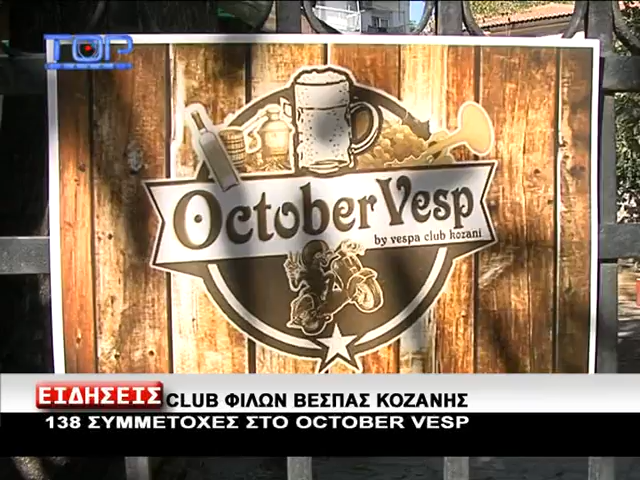 TOP
October Vesp
by vespa club kozani
ΕΙΔΗΣΕΙΣ CLUB ΦΙΛΩΝ ΒΕΣΠΑΣ ΚΟΖΑΝΗΣ
138 ΣΥΜΜΕΤΟΧΕΣ ΣΤΟ OCTOBER VESP